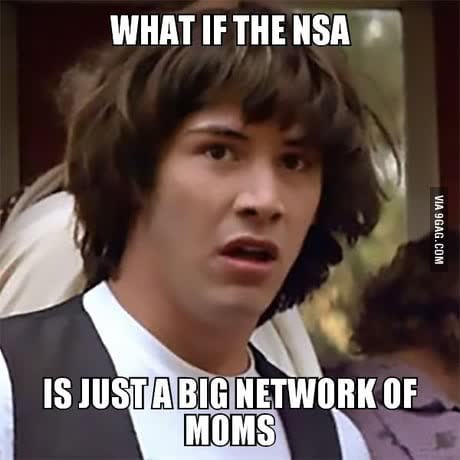 WHAT IF THE NSA
VIA 9GAG.COM
IS JUST A BIG NETWORK OF
MOMS